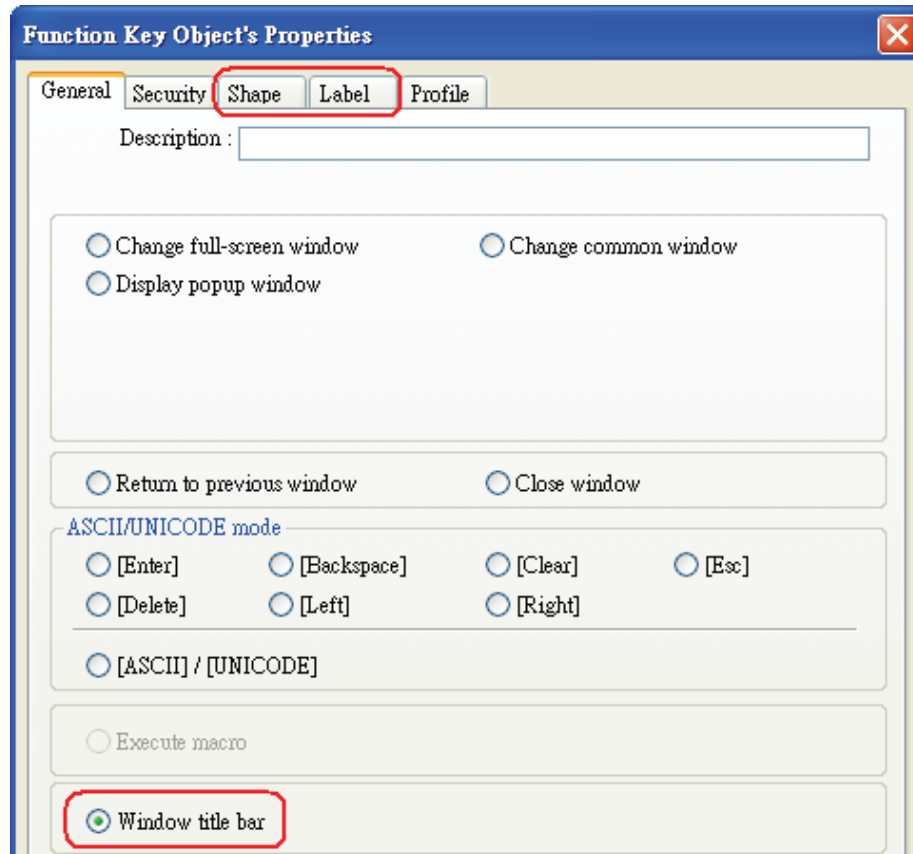 Function Key Object's Properties
General Security Shape Label Profile
Description :
Change full-screen window Change common window
Display popup window
Return to previous window Close window
ASCII/UNICODE mode
[Enter] [Backspace] [Clear] [Esc]
[Delete] [Left] [Right]
[ASCII] / [UNICODE]
Execute macro
Window title bar